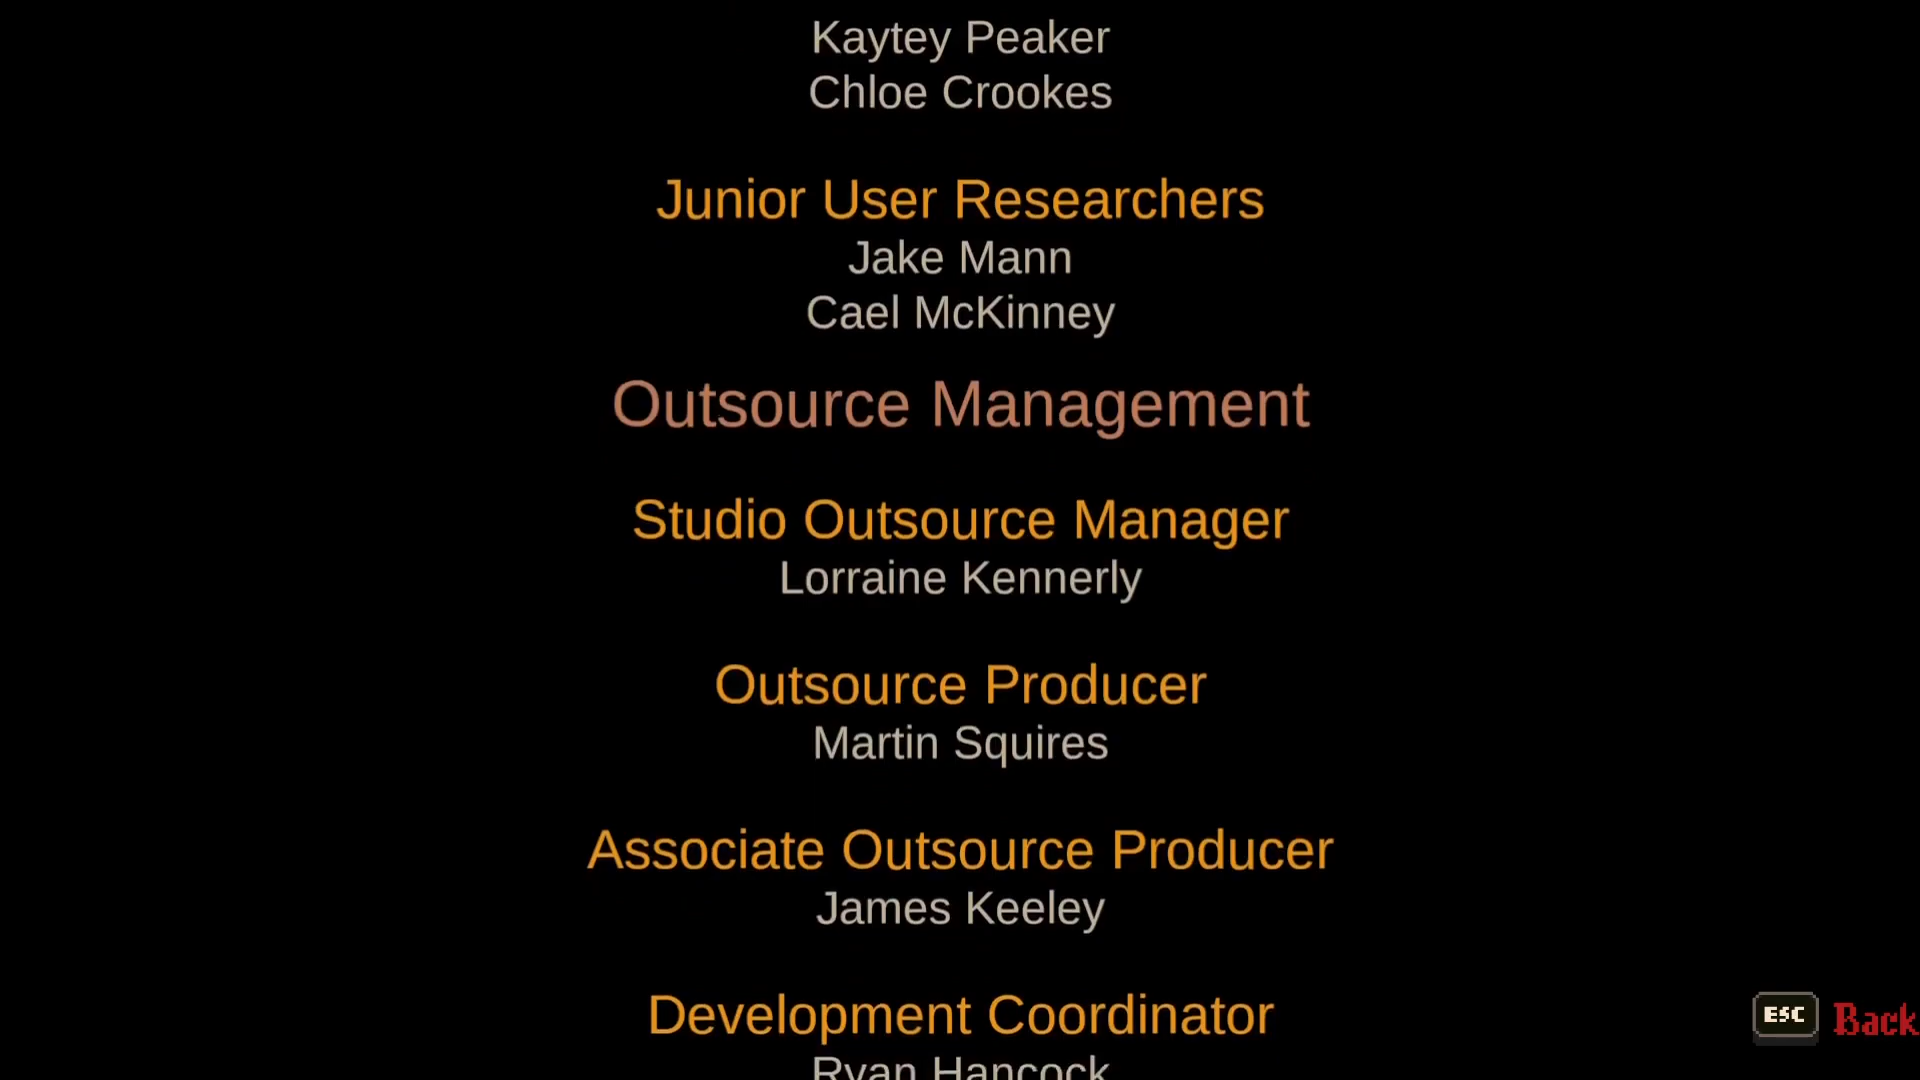 Kaytey Peaker
Chloe Crookes
Junior User Researchers
Jake Mann
Cael McKinney
Outsource Management
Studio Outsource Manager
Lorraine Kennerly
Outsource Producer
Martin Squires
Associate Outsource Producer
James Keeley
Development Coordinator
Ryan Hancock
ESC Back